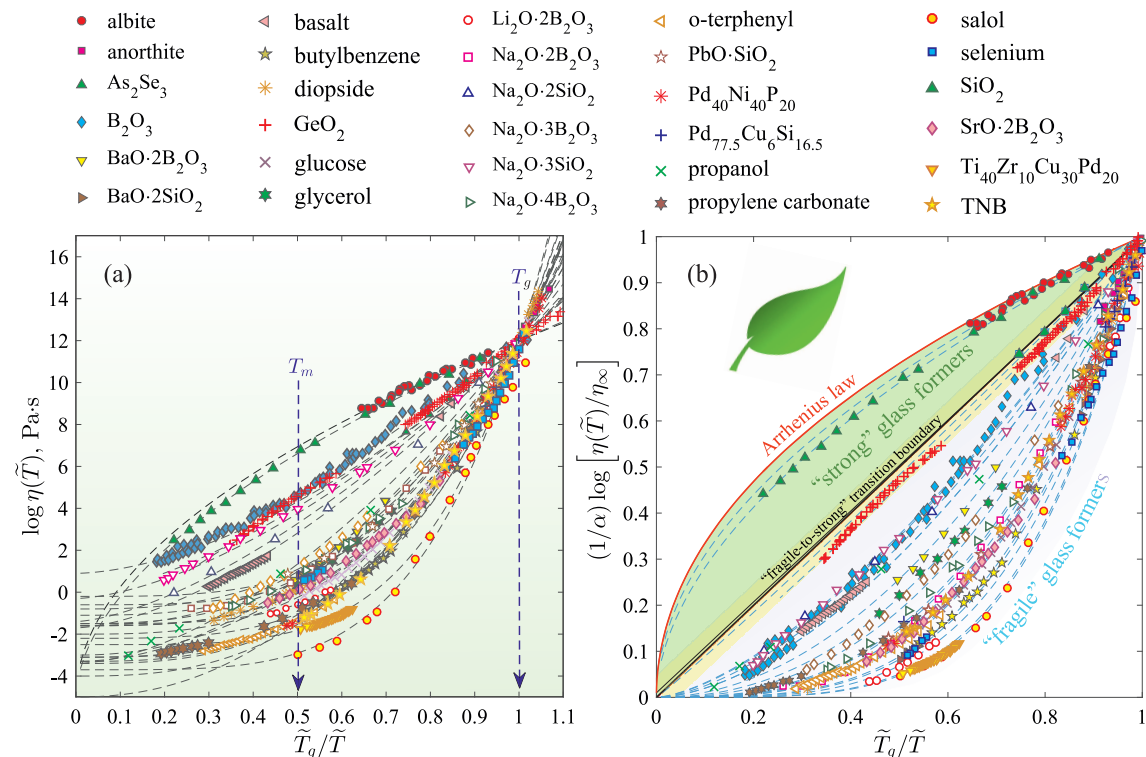 albite
anorthite
As₂Se₃
B₂O₃
BaO·2B₂O₃
BaO·2SiO₂
basalt
butylbenzene
diopside
GeO₂
glucose
glycerol
Li₂O·2B₂O₃
Na₂O·2B₂O₃
Na₂O·2SiO₂
Na₂O·3B₂O₃
Na₂O·3SiO₂
Na₂O·4B₂O₃
o-terphenyl
PbO·SiO₂
Pd₄₀Ni₄₀P₂₀
Pd₇₇.₅Cu₆Si₁₆.₅
propanol
propylene carbonate
salol
selenium
SiO₂
SrO·2B₂O₃
Ti₄₀Zr₁₀Cu₃₀Pd₂₀
TNB
(a)
T_g
T_m
log η(T̃), Pa·s
16
14
12
10
8
6
4
2
0
-2
-4
0 0.1 0.2 0.3 0.4 0.5 0.6 0.7 0.8 0.9 1 1.1
T̃_g/T̃
(b)
Arrhenius law
“strong” glass formers
“fragile-to-strong” transition boundary
“fragile” glass formers
(1/α) log [η(T̃)/η∞]
1
0.9
0.8
0.7
0.6
0.5
0.4
0.3
0.2
0.1
0
0 0.2 0.4 0.6 0.8 1
T̃_g/T̃